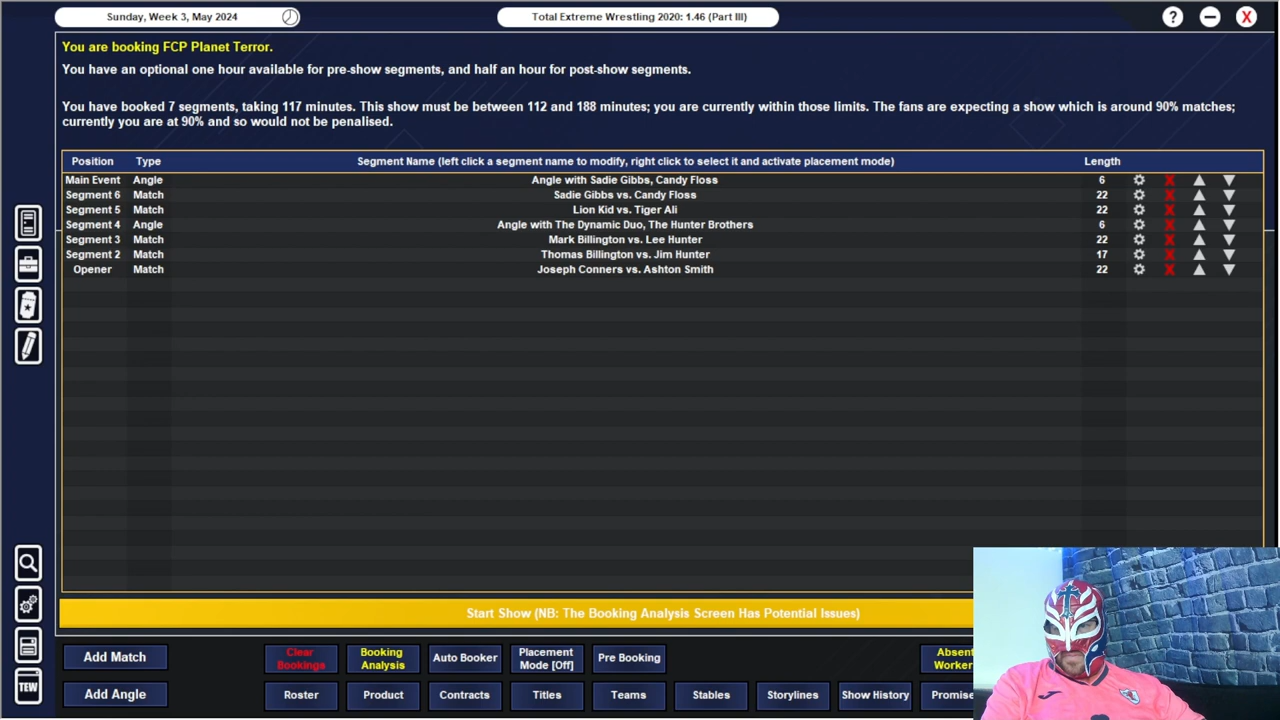 Sunday, Week 3, May 2024
Total Extreme Wrestling 2020: 1.46 (Part III)
? X
You are booking FCP Planet Terror.
You have an optional one hour available for pre-show segments, and half an hour for post-show segments.
You have booked 7 segments, taking 117 minutes. This show must be between 112 and 188 minutes; you are currently within those limits. The fans are expecting a show which is around 90% matches;
currently you are at 90% and so would not be penalised.
Position Type Segment Name (left click a segment name to modify, right click to select it and activate placement mode) Length
Main Event Angle Angle with Sadie Gibbs, Candy Floss 6 X
Segment 6 Match Sadie Gibbs vs. Candy Floss 22 X
Segment 5 Match Lion Kid vs. Tiger Ali 22 X
Segment 4 Angle Angle with The Dynamic Duo, The Hunter Brothers 6 X
Segment 3 Match Mark Billington vs. Lee Hunter 22 X
Segment 2 Match Thomas Billington vs. Jim Hunter 17 X
Opener Match Joseph Conners vs. Ashton Smith 22 X
Start Show (NB: The Booking Analysis Screen Has Potential Issues)
Add Match
Clear
Bookings
Booking
Analysis
Auto Booker
Placement
Mode [Off]
Pre Booking
Absent
Worker
TEW
Add Angle
Roster
Product
Contracts
Titles
Teams
Stables
Storylines
Show History
Promise